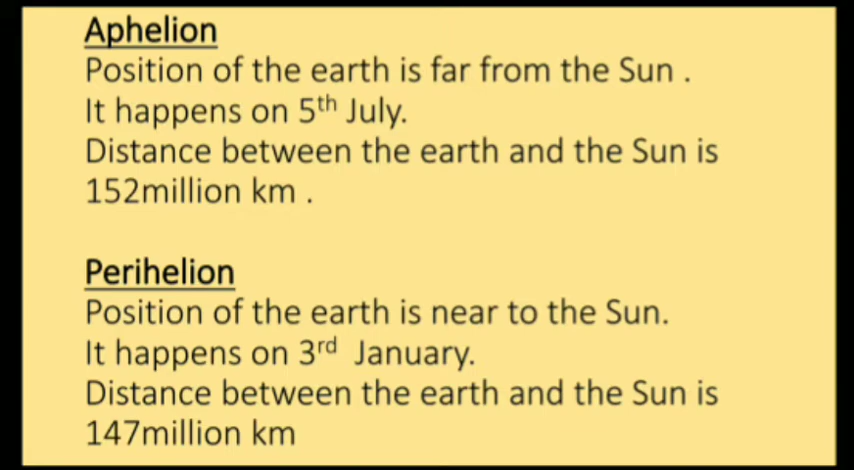 Aphelion
Position of the earth is far from the Sun .
It happens on 5th July.
Distance between the earth and the Sun is
152million km .
Perihelion
Position of the earth is near to the Sun.
It happens on 3rd  January.
Distance between the earth and the Sun is
147million km